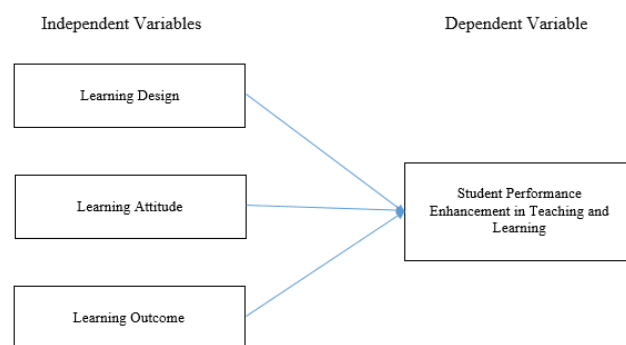 Independent Variables
Dependent Variable
Learning Design
Learning Attitude
Student Performance
Enhancement in Teaching and
Learning
Learning Outcome